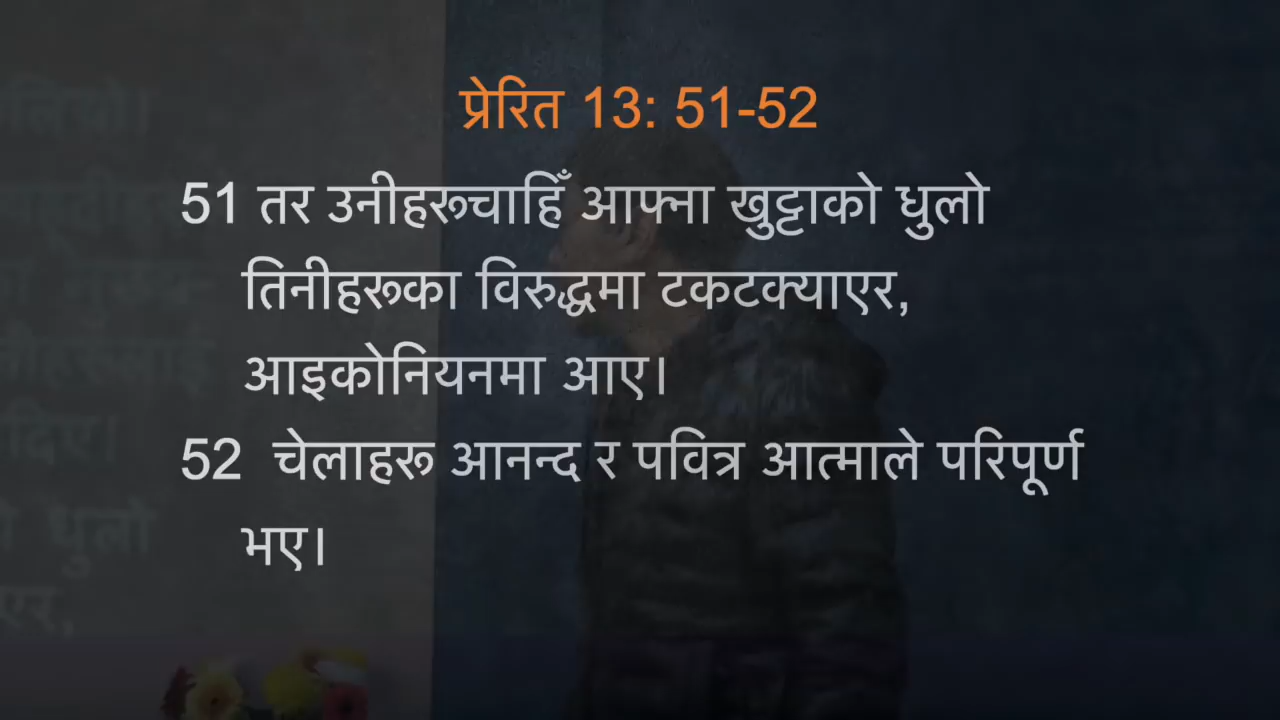 प्रेरित 13: 51-52
51 तर उनीहरूचाहिँ आफ्ना खुट्टाको धुलो
तिनीहरूका विरुद्धमा टकटक्याएर,
आइकोनियनमा आए।
52 चेलाहरू आनन्द र पवित्र आत्माले परिपूर्ण
भए।
धुलो